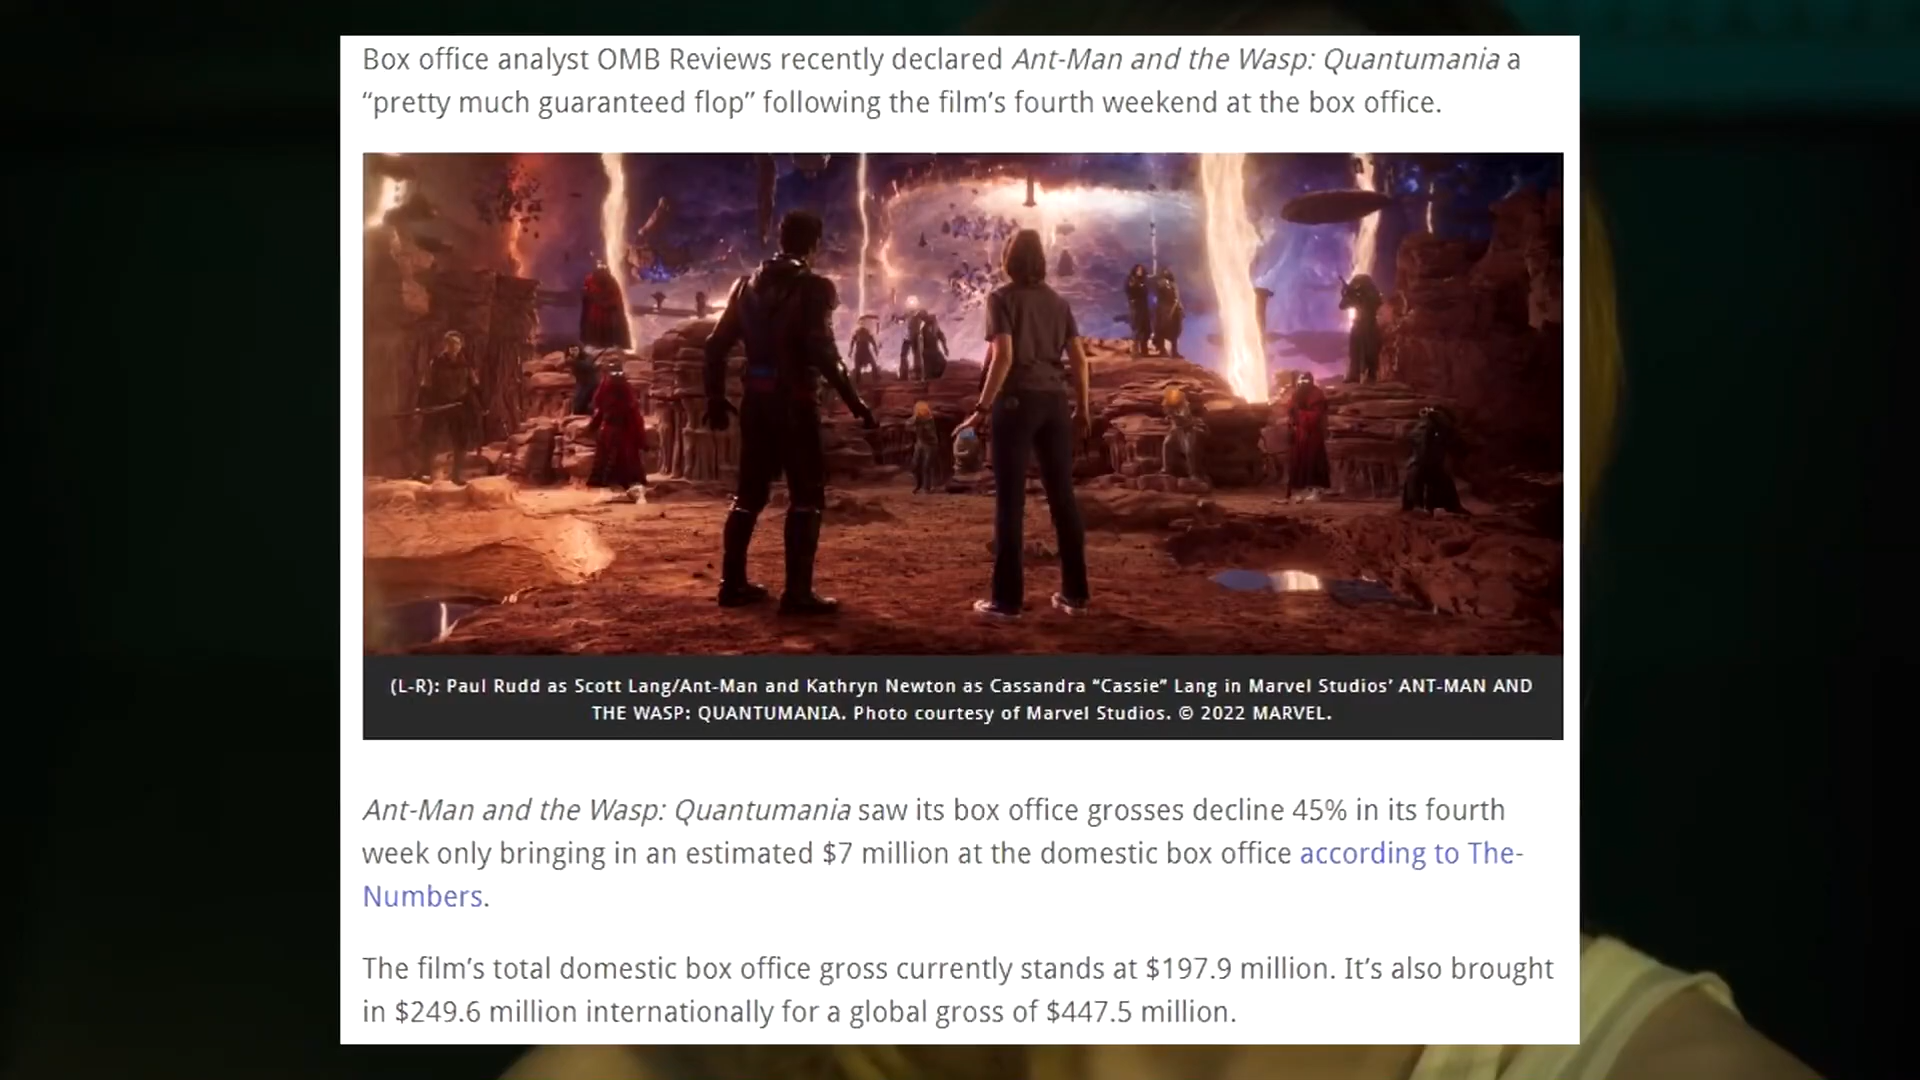 Box office analyst OMB Reviews recently declared Ant-Man and the Wasp: Quantumania a
“pretty much guaranteed flop” following the film’s fourth weekend at the box office.
(L-R): Paul Rudd as Scott Lang/Ant-Man and Kathryn Newton as Cassandra “Cassie” Lang in Marvel Studios’ ANT-MAN AND
THE WASP: QUANTUMANIA. Photo courtesy of Marvel Studios. © 2022 MARVEL.
Ant-Man and the Wasp: Quantumania saw its box office grosses decline 45% in its fourth
week only bringing in an estimated $7 million at the domestic box office according to The-
Numbers.
The film’s total domestic box office gross currently stands at $197.9 million. It’s also brought
in $249.6 million internationally for a global gross of $447.5 million.